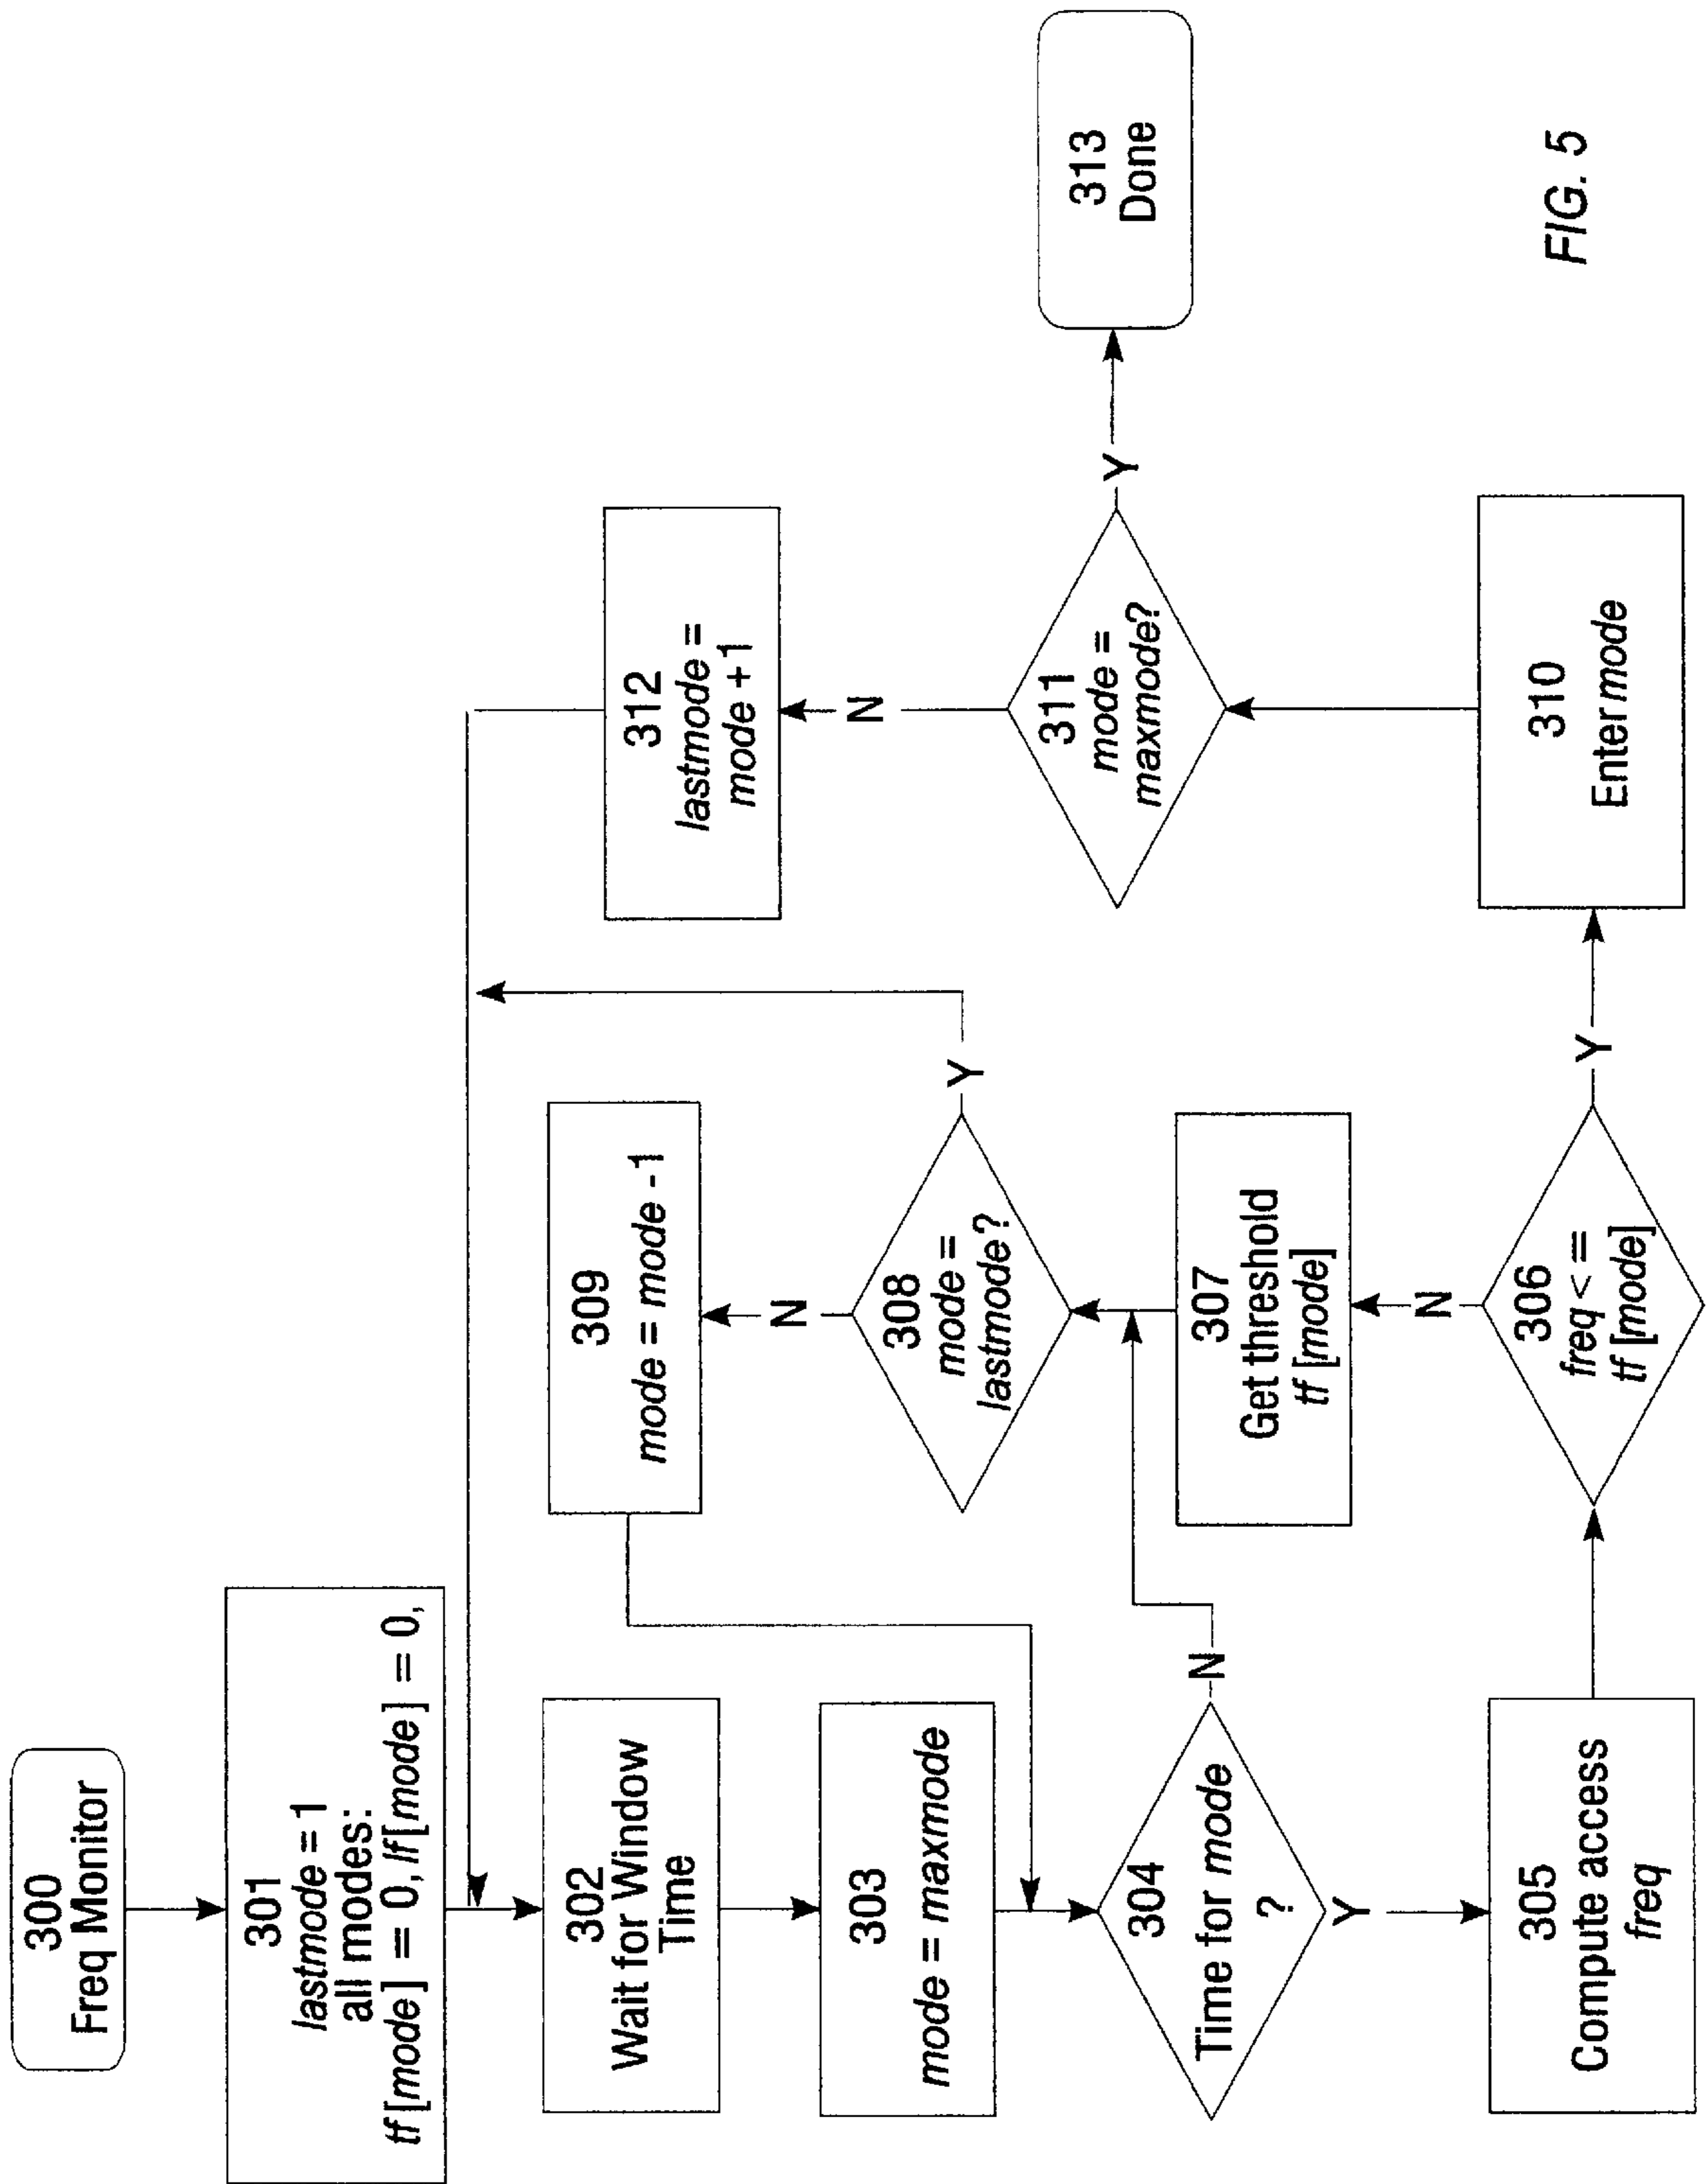 300
Freq Monitor
301
lastmode = 1
all modes:
tf [mode] = 0, lf [mode] = 0,
302
Wait for Window
Time
303
mode = maxmode
304
Time for mode
?
N
Y
305
Compute access
freq
306
freq <=
tf [mode]
N
Y
307
Get threshold
tf [mode]
308
mode =
lastmode?
N
Y
309
mode = mode -1
310
Enter mode
311
mode =
maxmode?
N
Y
312
lastmode =
mode +1
313
Done
FIG. 5